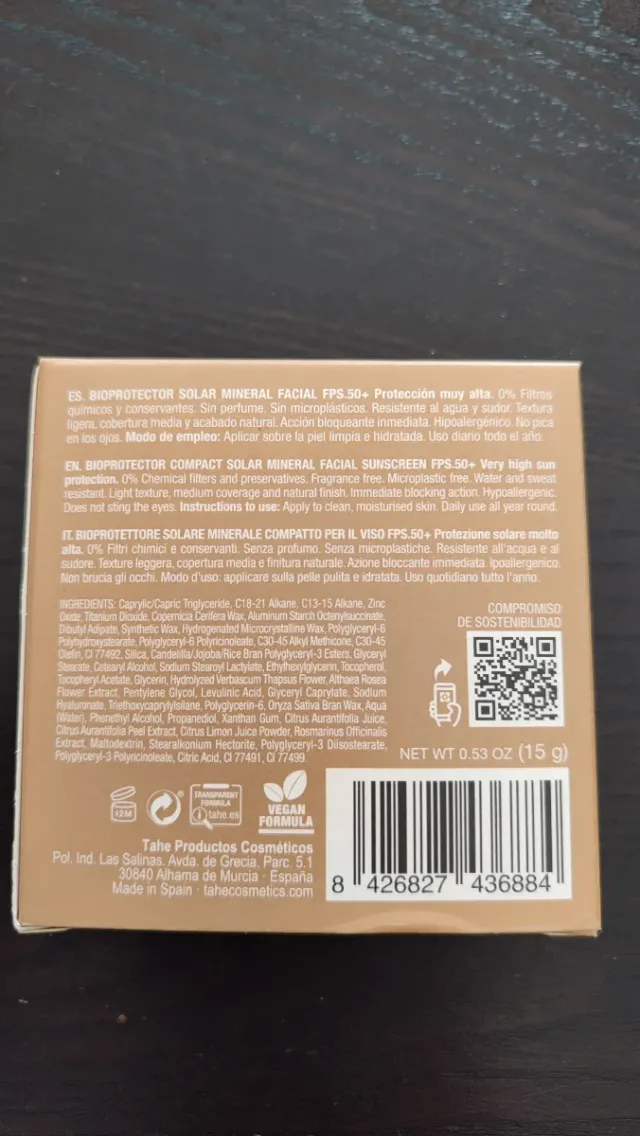 ES. BIOPROTECTOR SOLAR MINERAL FACIAL FPS.50+ Protección muy alta. 0% Filtros
químicos y conservantes. Sin perfume. Sin microplásticos. Resistente al agua y sudor. Textura
ligera, cobertura media y acabado natural. Acción bloqueante inmediata. Hipoalergénico. No pica
en los ojos. Modo de empleo: Aplicar sobre la piel limpia e hidratada. Uso diario todo el año.
EN. BIOPROTECTOR COMPACT SOLAR MINERAL FACIAL SUNSCREEN FPS.50+ Very high sun
protection. 0% Chemical filters and preservatives. Fragrance free. Microplastic free. Water and sweat
resistant. Light texture, medium coverage and natural finish. Immediate blocking action. Hypoallergenic.
Does not sting the eyes. Instructions to use: Apply to clean, moisturised skin. Daily use all year round.
IT. BIOPROTETTORE SOLARE MINERALE COMPATTO PER IL VISO FPS.50+ Protezione solare molto
alta. 0% Filtri chimici e conservanti. Senza profumo. Senza microplastiche. Resistente all'acqua e al
sudore. Texture leggera, copertura media e finitura naturale. Azione bloccante immediata. Ipoallergenico.
Non brucia gli occhi. Modo d'uso: applicare sulla pelle pulita e idratata. Uso quotidiano tutto l'anno.
INGREDIENTS: Caprylic/Capric Triglyceride, C18-21 Alkane, C13-15 Alkane, Zinc
Oxide, Titanium Dioxide, Copernicia Cerifera Wax, Aluminum Starch Octenylsuccinate,
Dibutyl Adipate, Synthetic Wax, Hydrogenated Microcrystalline Wax, Polyglyceryl-6
Polyhydroxystearate, Polyglyceryl-6 Polyricinoleate, C30-45 Alkyl Methicone, C30-45
Olefin, CI 77492, Silica, Candelilla/Jojoba/Rice Bran Polyglyceryl-3 Esters, Glyceryl
Stearate, Cetearyl Alcohol, Sodium Stearoyl Lactylate, Ethylhexylglycerin, Tocopherol,
Tocopheryl Acetate, Glycerin, Hydrolyzed Verbascum Thapsus Flower, Althaea Rosea
Flower Extract, Pentylene Glycol, Levulinic Acid, Glyceryl Caprylate, Sodium
Hyaluronate, Triethoxycaprylylsilane, Polyglycerin-6, Oryza Sativa Bran Wax, Aqua
(Water), Phenethyl Alcohol, Propanediol, Xanthan Gum, Citrus Aurantifolia Juice,
Citrus Aurantifolia Peel Extract, Citrus Limon Juice Powder, Rosmarinus Officinalis
Extract, Maltodextrin, Stearalkonium Hectorite, Polyglyceryl-3 Diisostearate,
Polyglyceryl-3 Polyricinoleate, Citric Acid, CI 77491, CI 77499.
COMPROMISO
DE SOSTENIBILIDAD
NET WT 0.53 OZ (15 g)
12M
TRANSPARENT
FORMULA
tahe.es
VEGAN
FORMULA
Tahe Productos Cosméticos
Pol. Ind. Las Salinas. Avda. de Grecia, Parc. 5.1
30840 Alhama de Murcia · España
Made in Spain · tahecosmetics.com
8 426827 436884